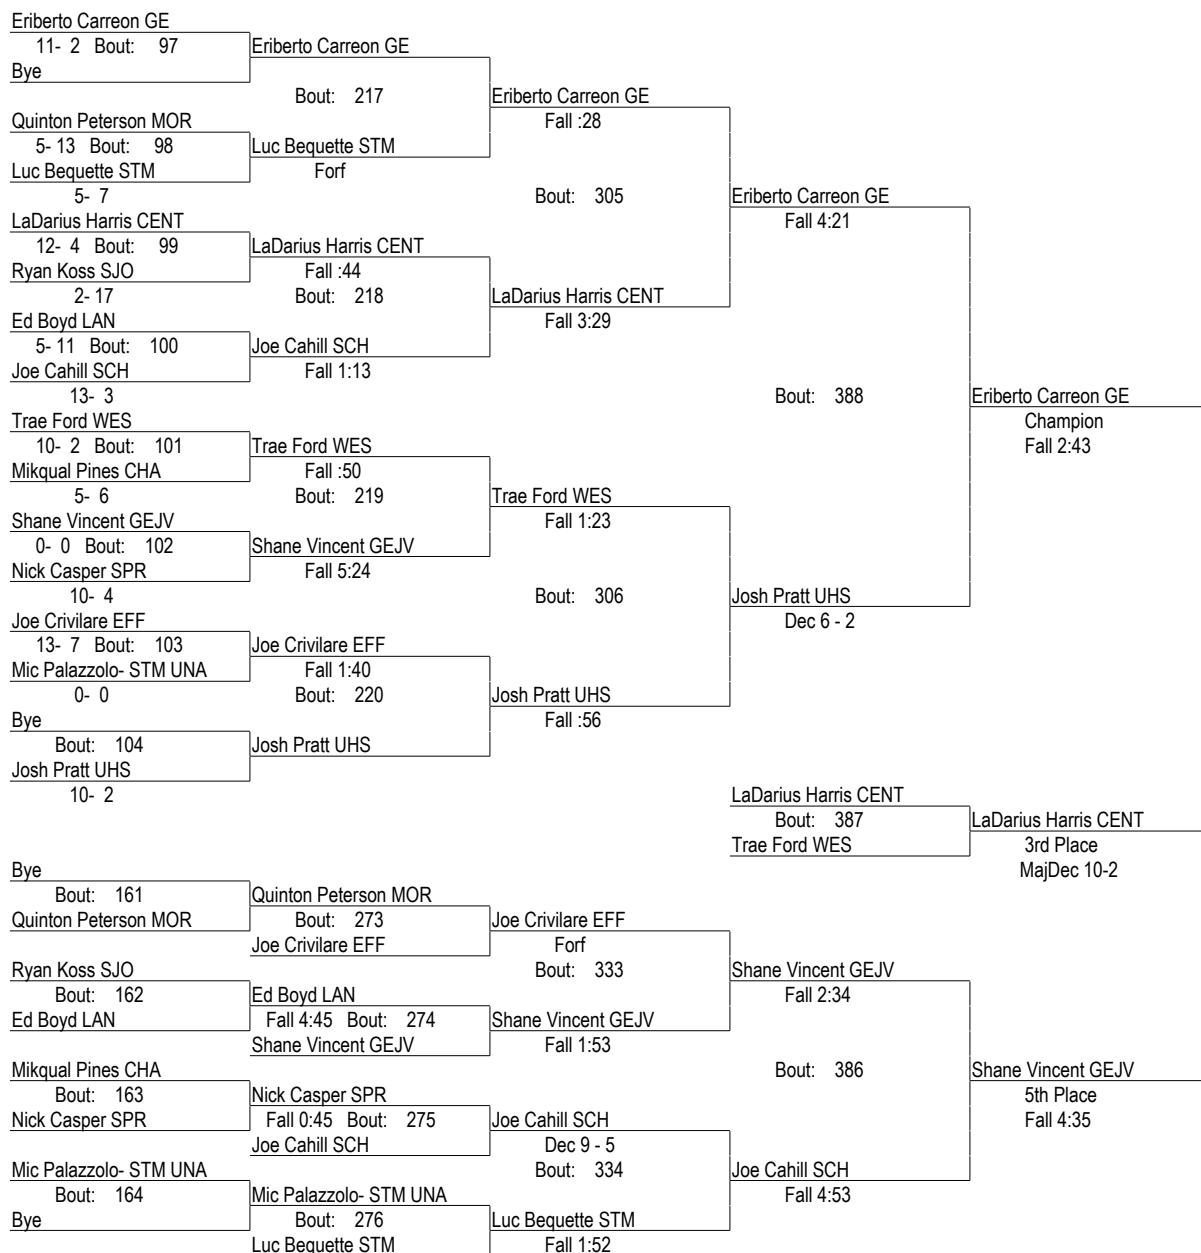 Eriberto Carreon GE
11- 2 Bout: 97 Eriberto Carreon GE
Bye
Bout: 217 Eriberto Carreon GE
Quinton Peterson MOR Fall :28
5- 13 Bout: 98 Luc Bequette STM
Luc Bequette STM Forf
5- 7 Bout: 305 Eriberto Carreon GE
LaDarius Harris CENT Fall 4:21
12- 4 Bout: 99 LaDarius Harris CENT
Ryan Koss SJO Fall :44
2- 17 Bout: 218 LaDarius Harris CENT
Ed Boyd LAN Fall 3:29
5- 11 Bout: 100 Joe Cahill SCH
Joe Cahill SCH Fall 1:13
13- 3 Bout: 388 Eriberto Carreon GE
Trae Ford WES Champion
10- 2 Bout: 101 Trae Ford WES Fall 2:43
Mikqual Pines CHA Fall :50
5- 6 Bout: 219 Trae Ford WES
Shane Vincent GEJV Fall 1:23
0- 0 Bout: 102 Shane Vincent GEJV
Nick Casper SPR Fall 5:24
10- 4 Bout: 306 Josh Pratt UHS
Joe Crivilare EFF Dec 6 - 2
13- 7 Bout: 103 Joe Crivilare EFF
Mic Palazzolo- STM UNA Fall 1:40
0- 0 Bout: 220 Josh Pratt UHS
Bye Fall :56
Bout: 104 Josh Pratt UHS
Josh Pratt UHS
10- 2 LaDarius Harris CENT
Bout: 387 LaDarius Harris CENT
Trae Ford WES 3rd Place
Bye MajDec 10-2
Bout: 161 Quinton Peterson MOR
Quinton Peterson MOR Bout: 273 Joe Crivilare EFF
Joe Crivilare EFF Forf
Ryan Koss SJO Bout: 333 Shane Vincent GEJV
Bout: 162 Ed Boyd LAN Fall 2:34
Ed Boyd LAN Fall 4:45 Bout: 274 Shane Vincent GEJV
Shane Vincent GEJV Fall 1:53
Mikqual Pines CHA Bout: 386 Shane Vincent GEJV
Bout: 163 Nick Casper SPR 5th Place
Nick Casper SPR Fall 0:45 Bout: 275 Joe Cahill SCH Fall 4:35
Joe Cahill SCH Dec 9 - 5
Mic Palazzolo- STM UNA Bout: 334 Joe Cahill SCH
Bout: 164 Mic Palazzolo- STM UNA Fall 4:53
Bye Bout: 276 Luc Bequette STM
Luc Bequette STM Fall 1:52